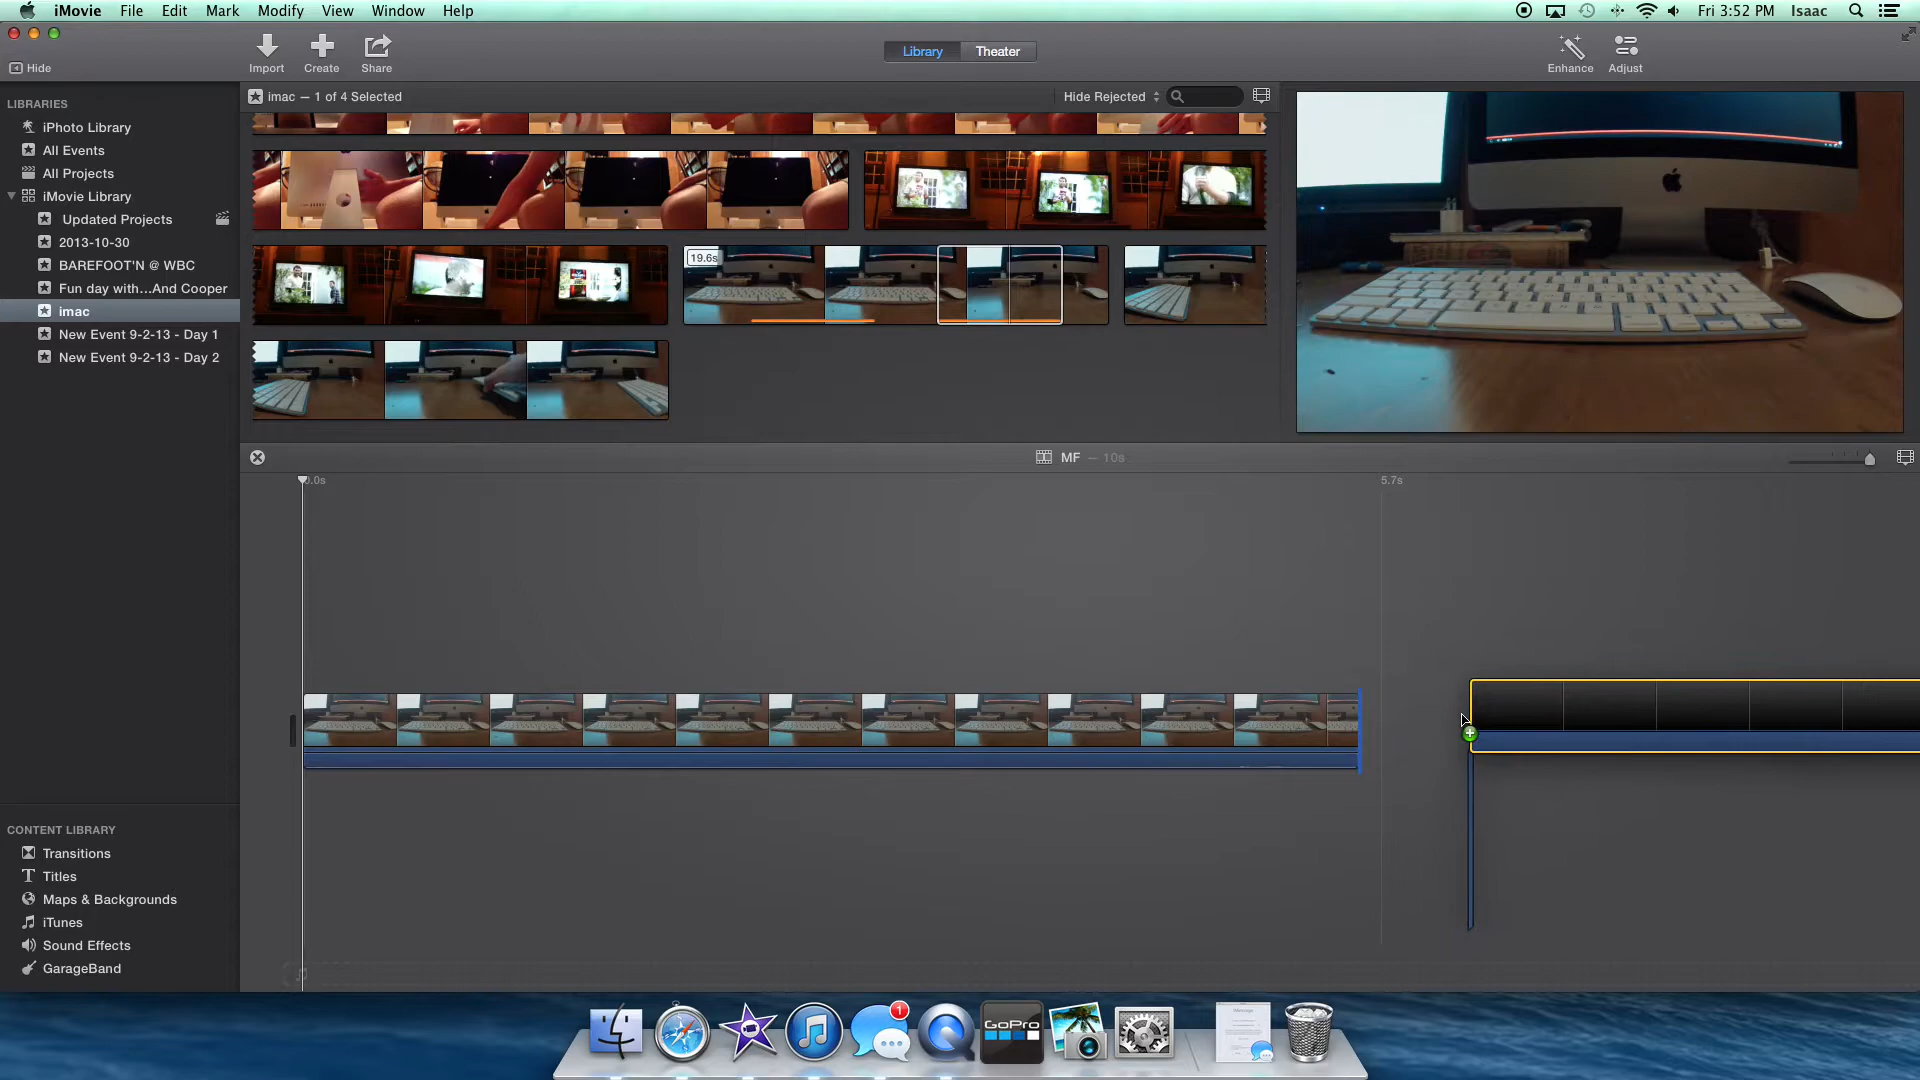 iMovie File Edit Mark Modify View Window Help Fri 3:52 PM Isaac
Hide Import Create Share Library Theater Enhance Adjust
LIBRARIES
iPhoto Library
All Events
All Projects
iMovie Library
Updated Projects
2013-10-30
BAREFOOT'N @ WBC
Fun day with...And Cooper
imac
New Event 9-2-13 - Day 1
New Event 9-2-13 - Day 2
imac — 1 of 4 Selected Hide Rejected
19.6s
MF — 10s
0.0s 5.7s
CONTENT LIBRARY
Transitions
Titles
Maps & Backgrounds
iTunes
Sound Effects
GarageBand
1
GoPro